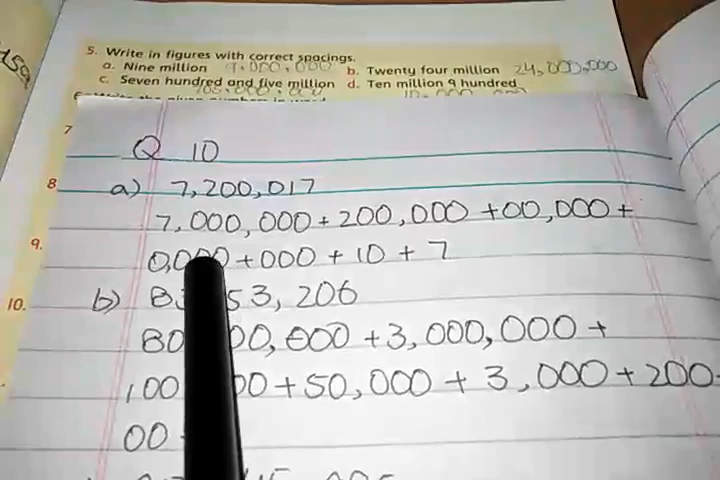 5. Write in figures with correct spacings.
a. Nine million 9,000,000 b. Twenty four million 24,000,000
c. Seven hundred and five million d. Ten million 9 hundred
7
Q 10
8
a) 7,200,017
7,000,000+200,000+00,000+
9.
0,000+000+10+7
10.
b) 53,206
80 00,000+3,000,000+
100 00+50,000+3,000+200
00